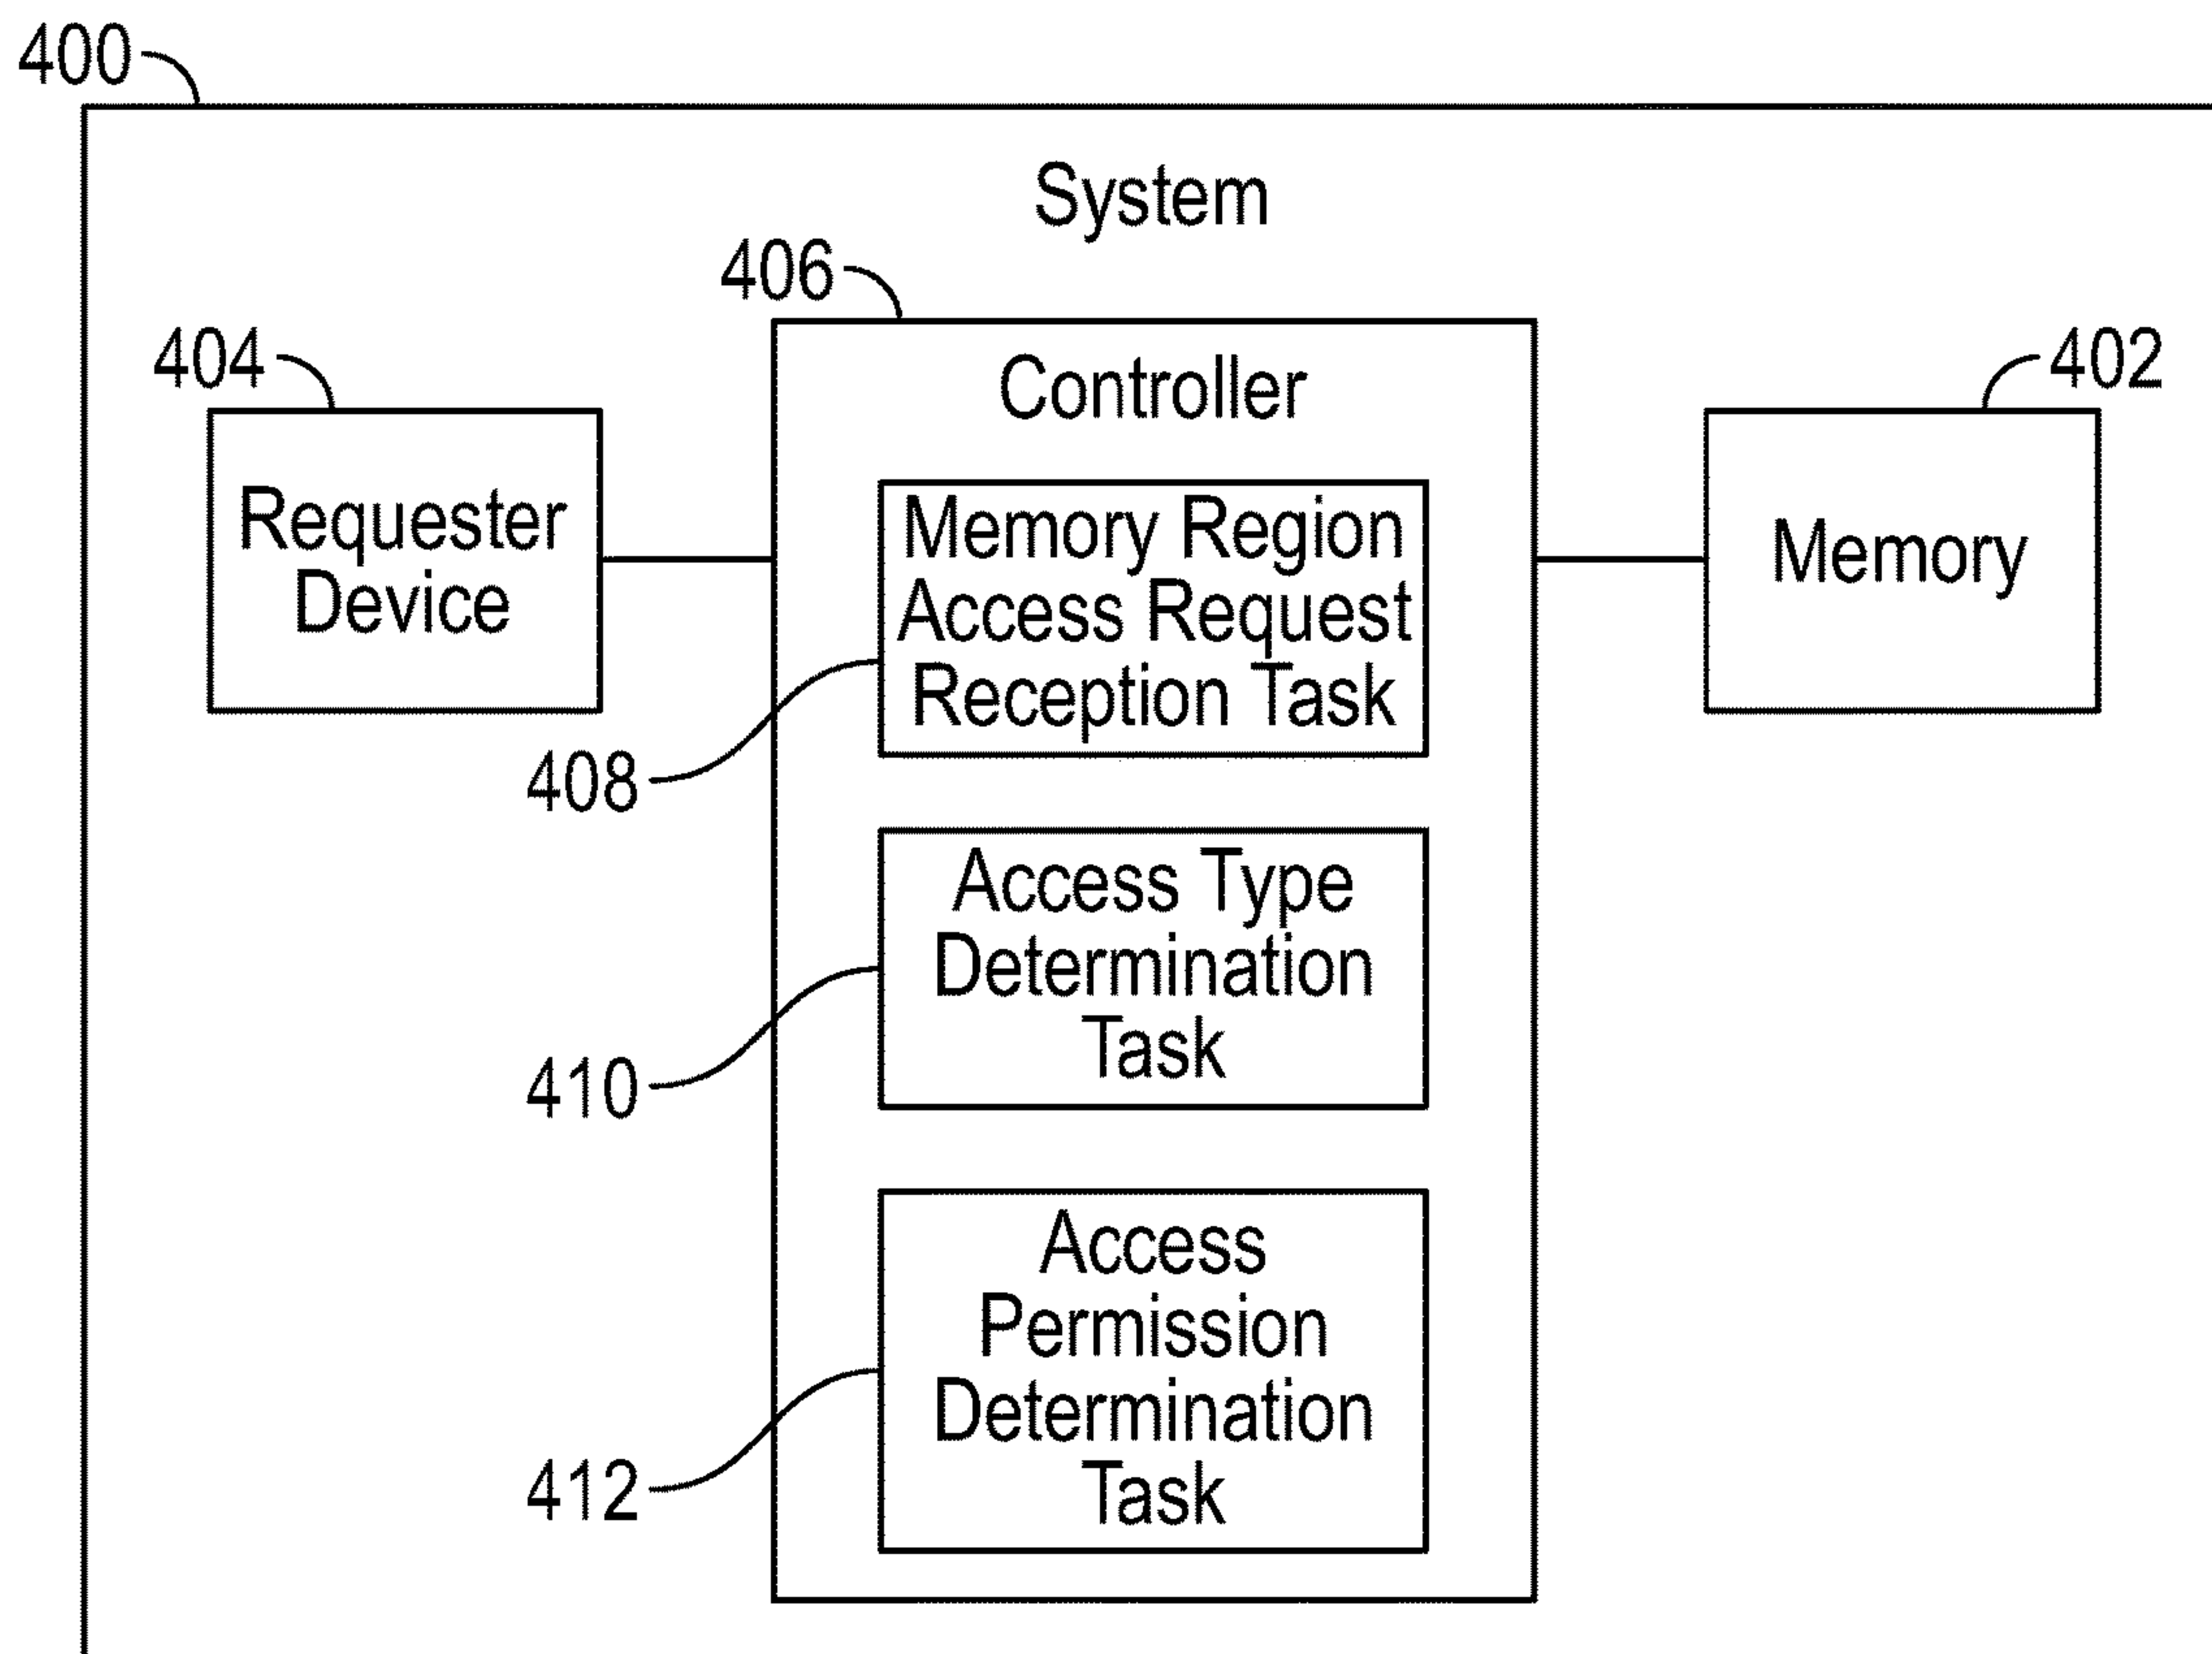 400
System
406
404
Controller
402
Requester
Device
Memory Region
Access Request
Reception Task
Memory
408
Access Type
Determination
Task
410
Access
Permission
Determination
Task
412